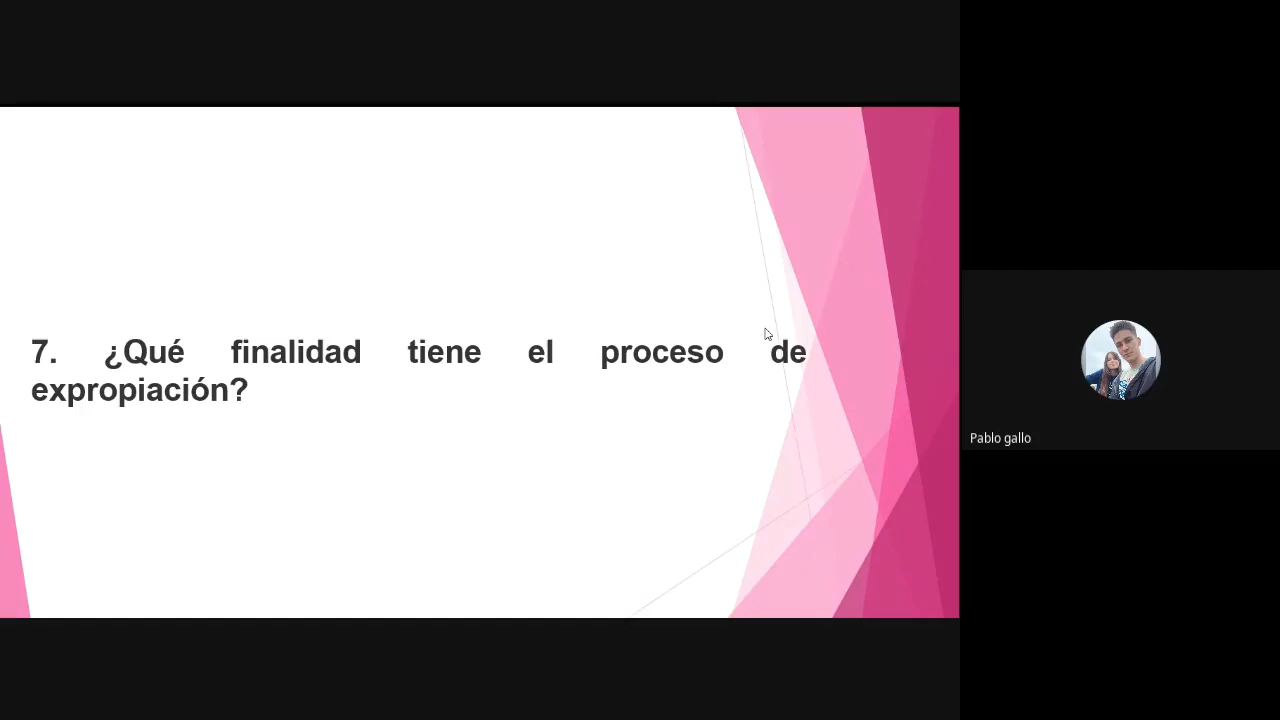 7. ¿Qué finalidad tiene el proceso de
expropiación?
Pablo gallo